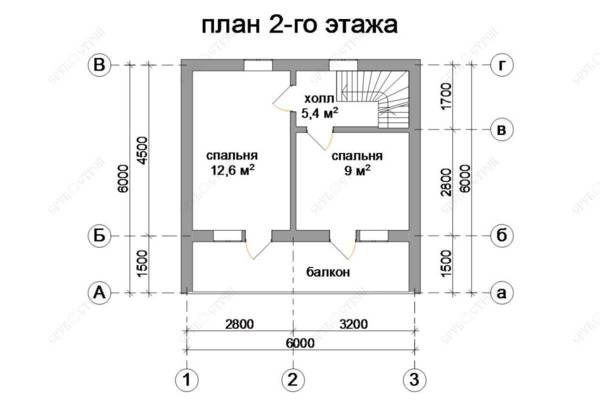 план 2-го этажа
В
г
холл
5,4 м²
1700
в
спальня
12,6 м²
спальня
9 м²
4500
6000
2800
6000
Б
б
балкон
1500
1500
А
а
2800
3200
6000
1
2
3